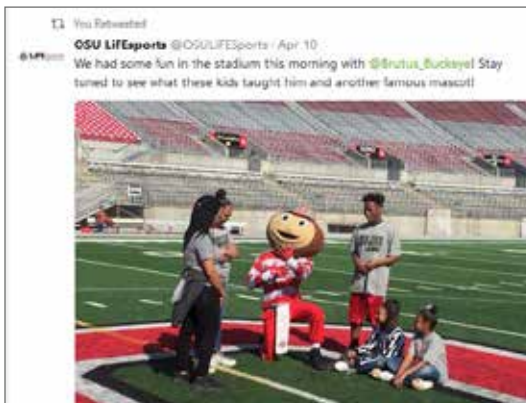 You Retweeted
OSU LiFEsports @OSULiFESports · Apr 10
We had some fun in the stadium this morning with @Brutus_Buckeye! Stay
tuned to see what these kids taught him and another famous mascot!